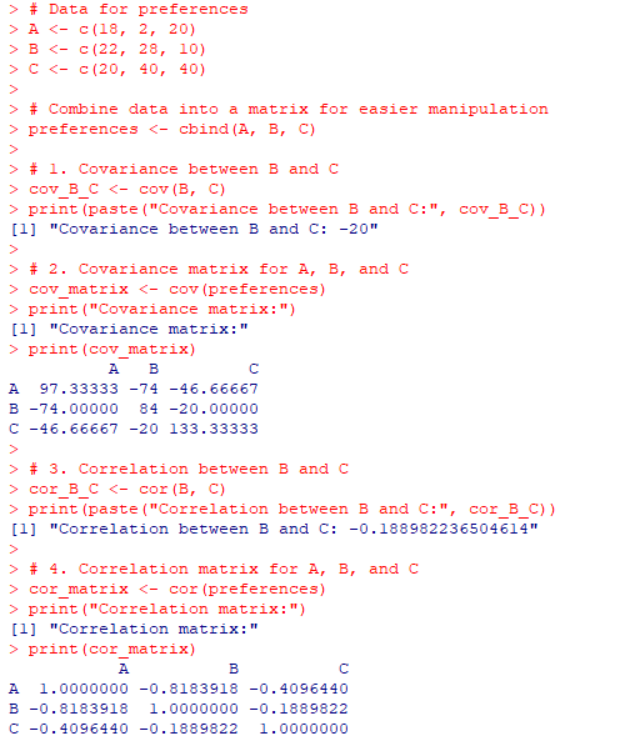 > # Data for preferences
> A <- c(18, 2, 20)
> B <- c(22, 28, 10)
> C <- c(20, 40, 40)
>
> # Combine data into a matrix for easier manipulation
> preferences <- cbind(A, B, C)
>
> # 1. Covariance between B and C
> cov_B_C <- cov(B, C)
> print(paste("Covariance between B and C:", cov_B_C))
[1] "Covariance between B and C: -20"
>
> # 2. Covariance matrix for A, B, and C
> cov_matrix <- cov(preferences)
> print("Covariance matrix:")
[1] "Covariance matrix:"
> print(cov_matrix)
          A   B         C
A  97.33333 -74 -46.66667
B -74.00000  84 -20.00000
C -46.66667 -20 133.33333
>
> # 3. Correlation between B and C
> cor_B_C <- cor(B, C)
> print(paste("Correlation between B and C:", cor_B_C))
[1] "Correlation between B and C: -0.188982236504614"
>
> # 4. Correlation matrix for A, B, and C
> cor_matrix <- cor(preferences)
> print("Correlation matrix:")
[1] "Correlation matrix:"
> print(cor_matrix)
           A          B          C
A  1.0000000 -0.8183918 -0.4096440
B -0.8183918  1.0000000 -0.1889822
C -0.4096440 -0.1889822  1.0000000